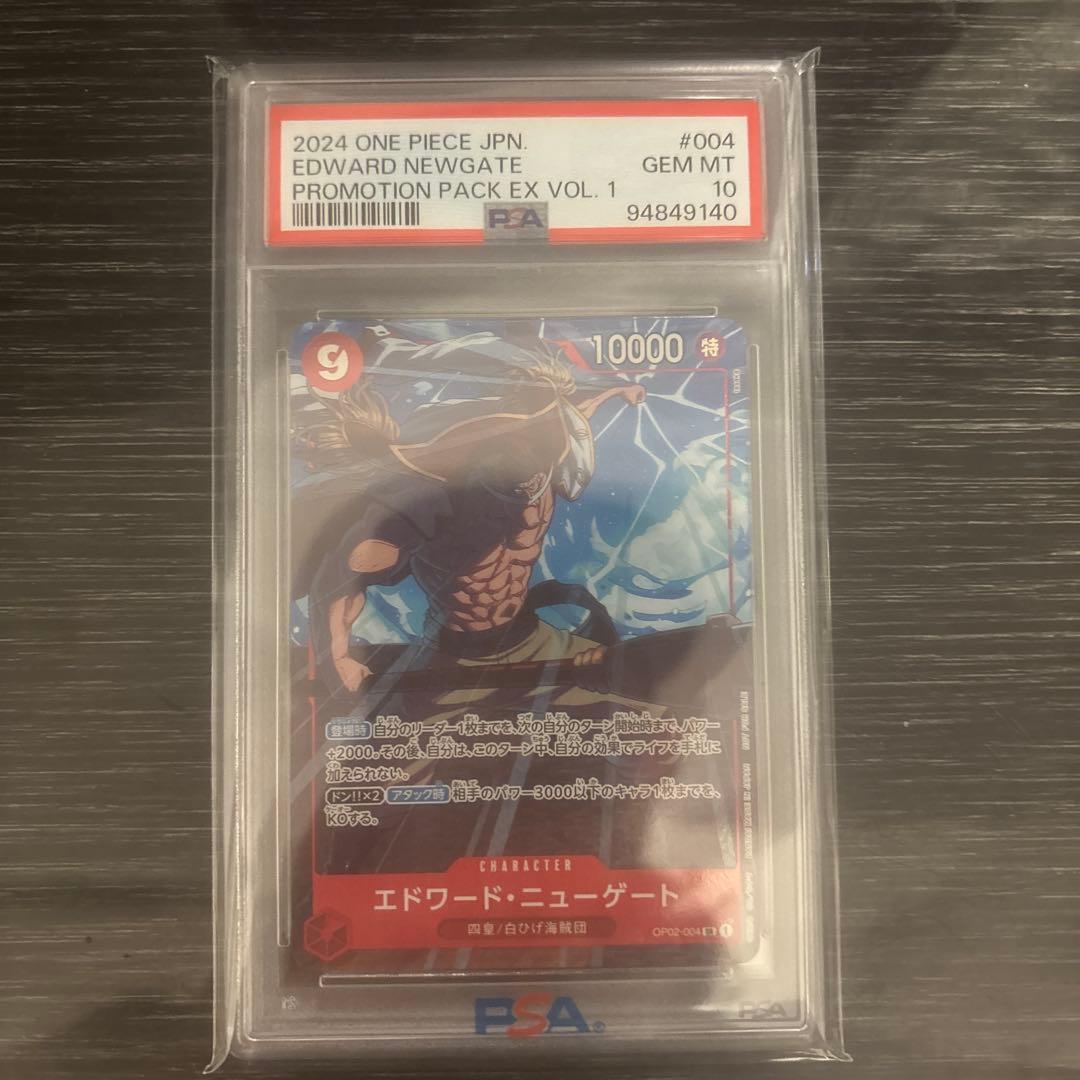 2024 ONE PIECE JPN. #004
EDWARD NEWGATE GEM MT
PROMOTION PACK EX VOL. 1 10
PSA 94849140
9 10000 特
登場時 自分のリーダー1枚までを、次の自分のターン開始時まで、パワー
+2000。その後、自分は、このターン中、自分の効果でライフを手札に
加えられない。
ドン!!×2 アタック時 相手のパワー3000以下のキャラ1枚までを、
KOする。
CHARACTER
エドワード・ニューゲート
四皇/白ひげ海賊団
OP02-004 SR 1
PSA
PSA